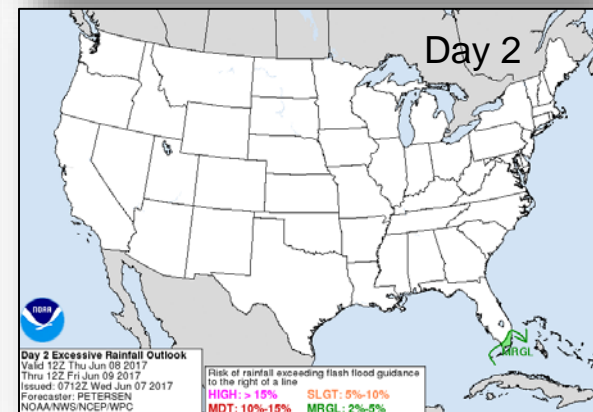 Day 2
MRGL
NOAA
Day 2 Excessive Rainfall Outlook
Valid 12Z Thu Jun 08 2017
Thru 12Z Fri Jun 09 2017
Issued: 0712Z Wed Jun 07 2017
Forecaster: PETERSEN
NOAA/NWS/NCEP/WPC
Risk of rainfall exceeding flash flood guidance
to the right of a line
HIGH: > 15% SLGT: 5%-10%
MDT: 10%-15% MRGL: 2%-5%